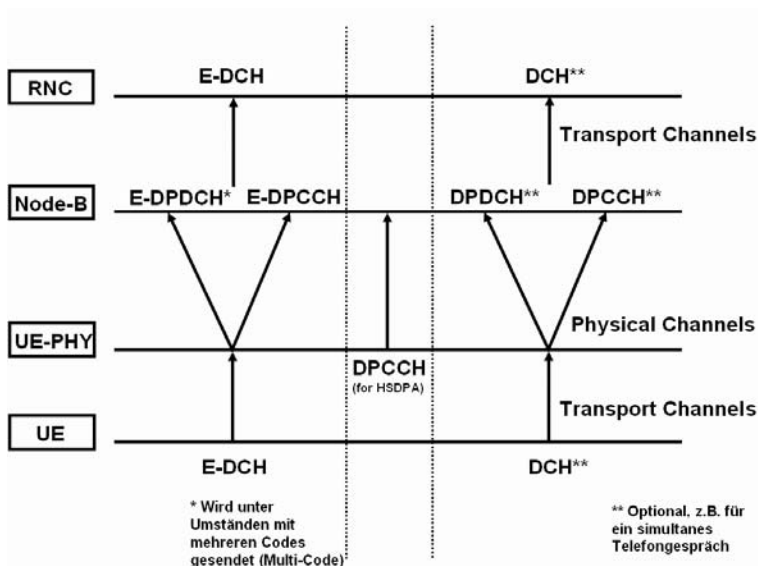 RNC
E-DCH
DCH**
Transport Channels
Node-B
E-DPDCH*
E-DPCCH
DPDCH**
DPCCH**
Physical Channels
UE-PHY
DPCCH
(for HSDPA)
Transport Channels
UE
E-DCH
DCH**
* Wird unter
Umständen mit
mehreren Codes
gesendet (Multi-Code)
** Optional, z.B. für
ein simultanes
Telefongespräch